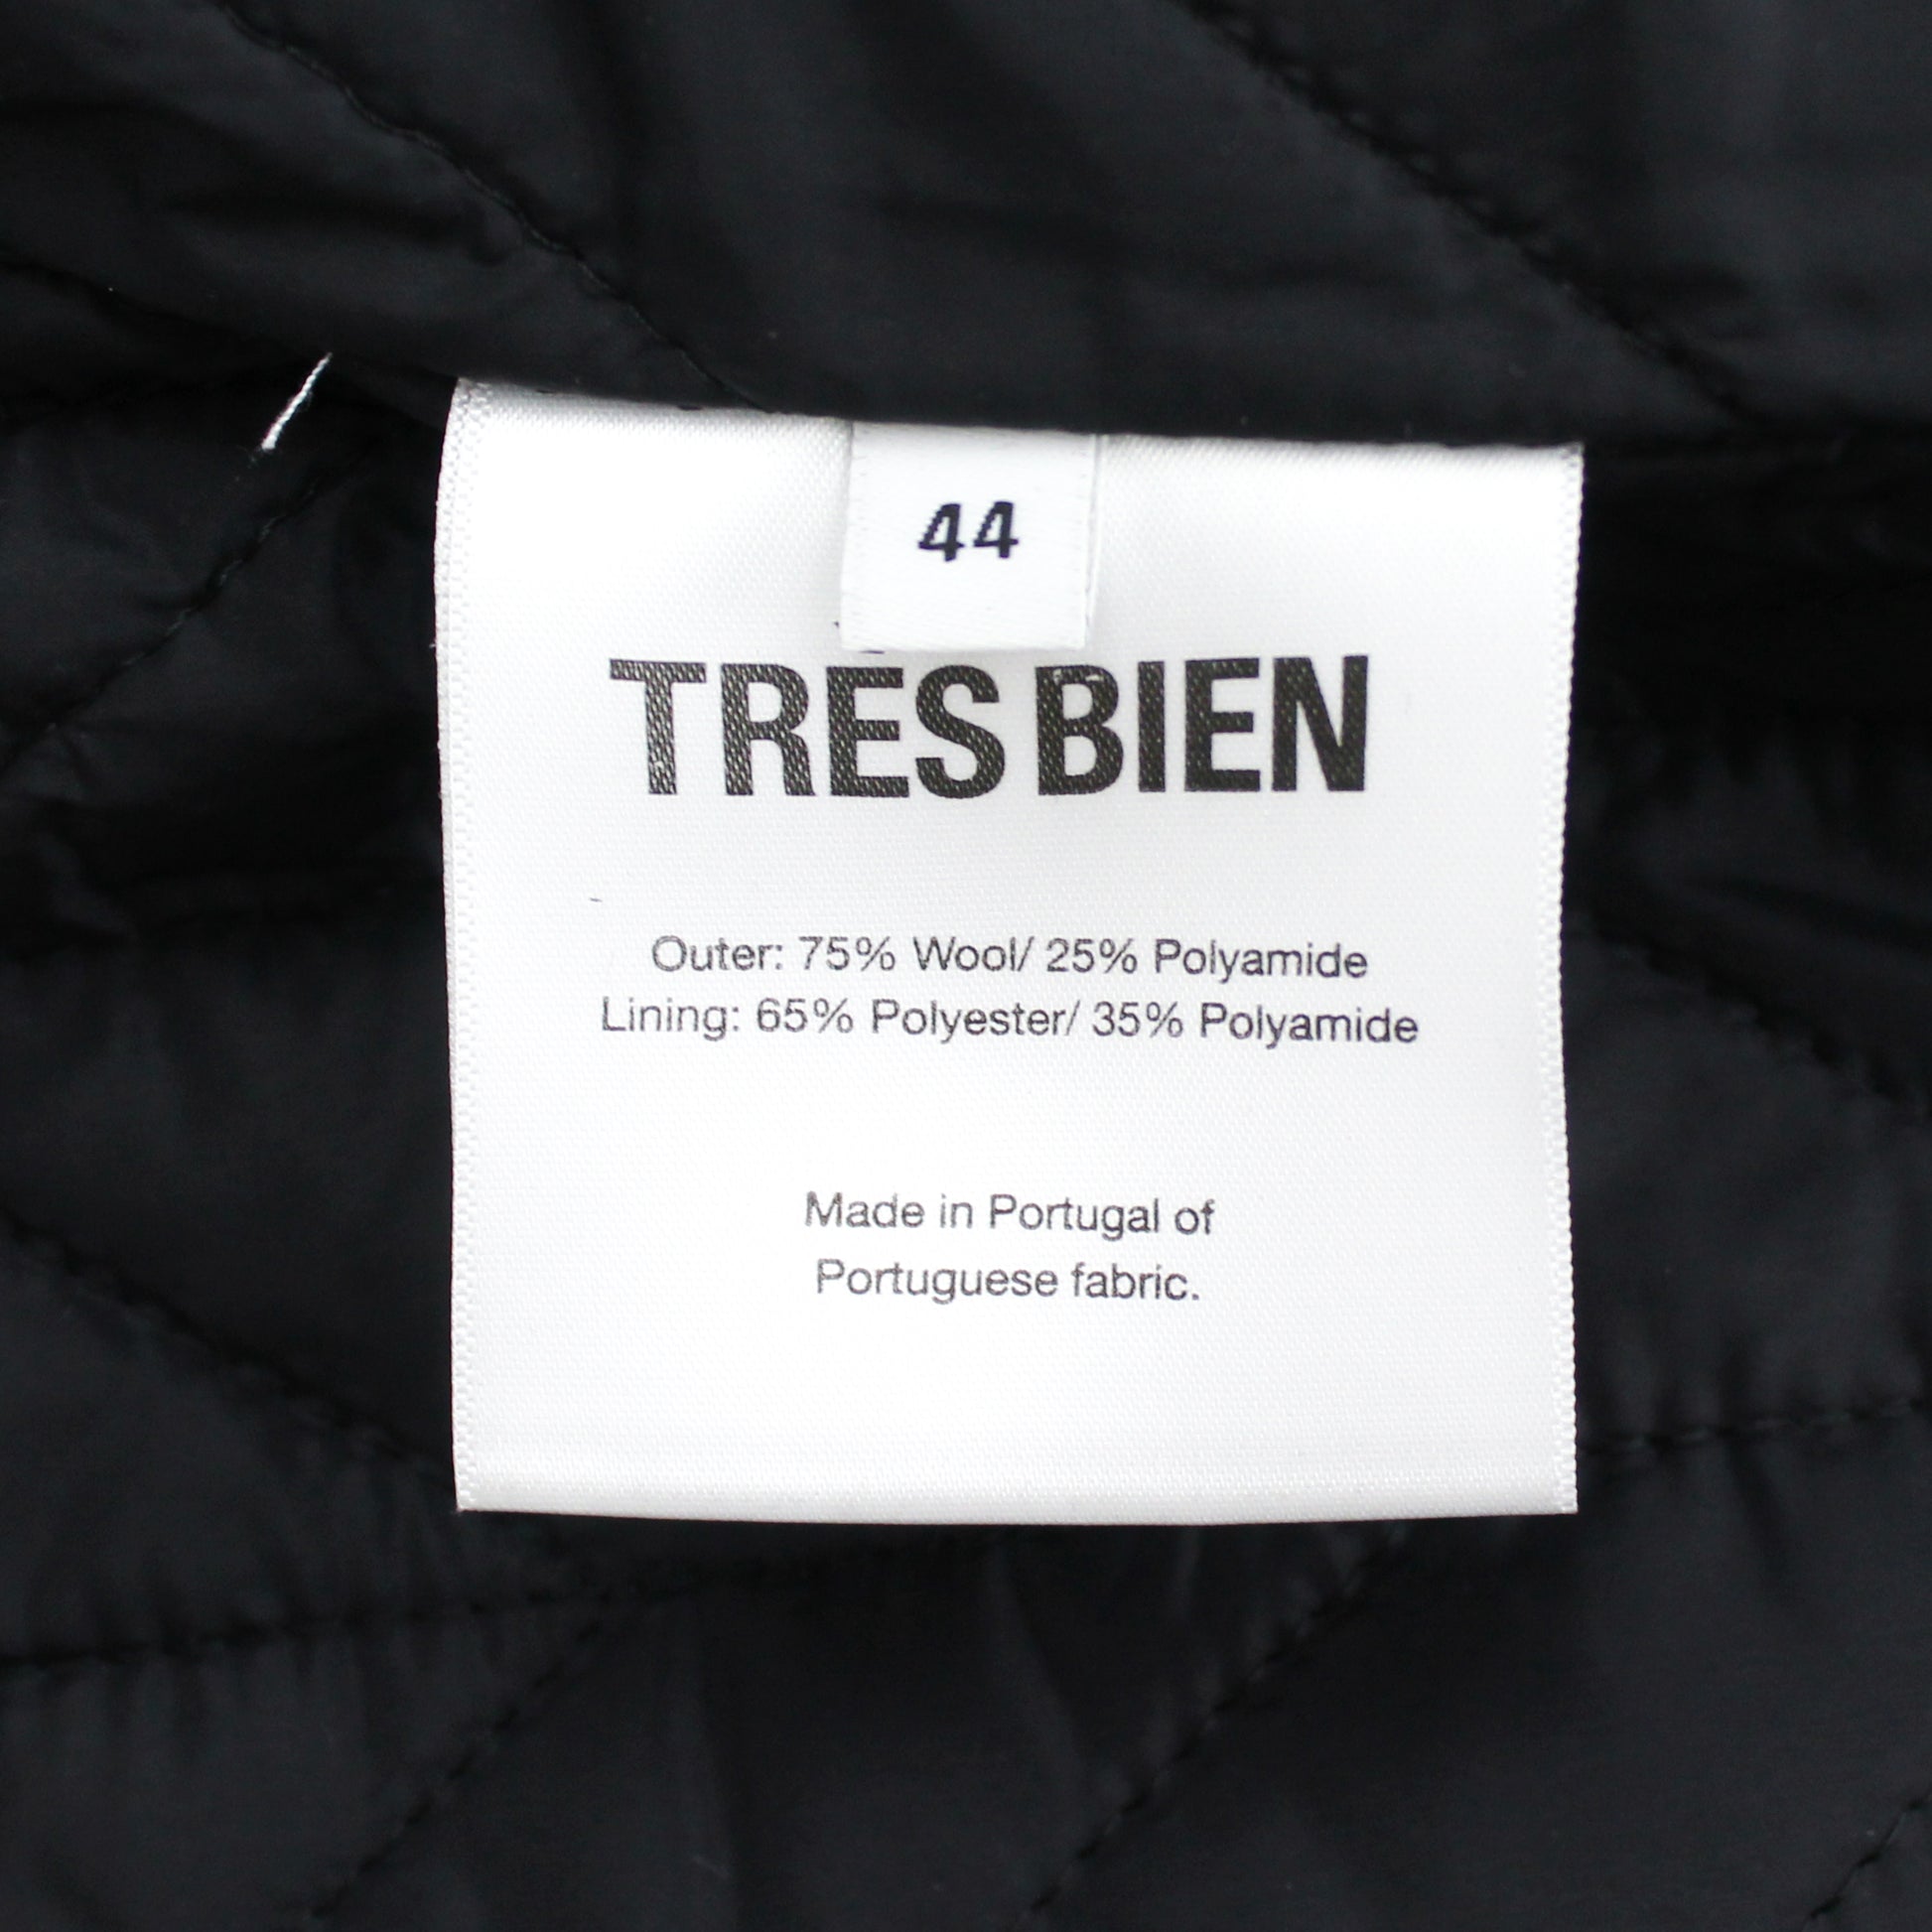 44
TRES BIEN
Outer: 75% Wool/ 25% Polyamide
Lining: 65% Polyester/ 35% Polyamide
Made in Portugal of
Portuguese fabric.